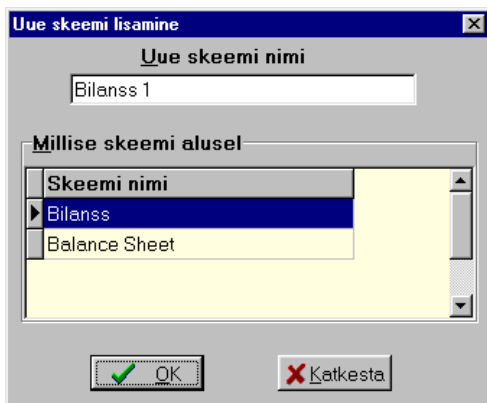 Uue skeemi lisamine
Uue skeemi nimi
Bilanss 1
Millise skeemi alusel
Skeemi nimi
Bilanss
Balance Sheet
OK Katkesta